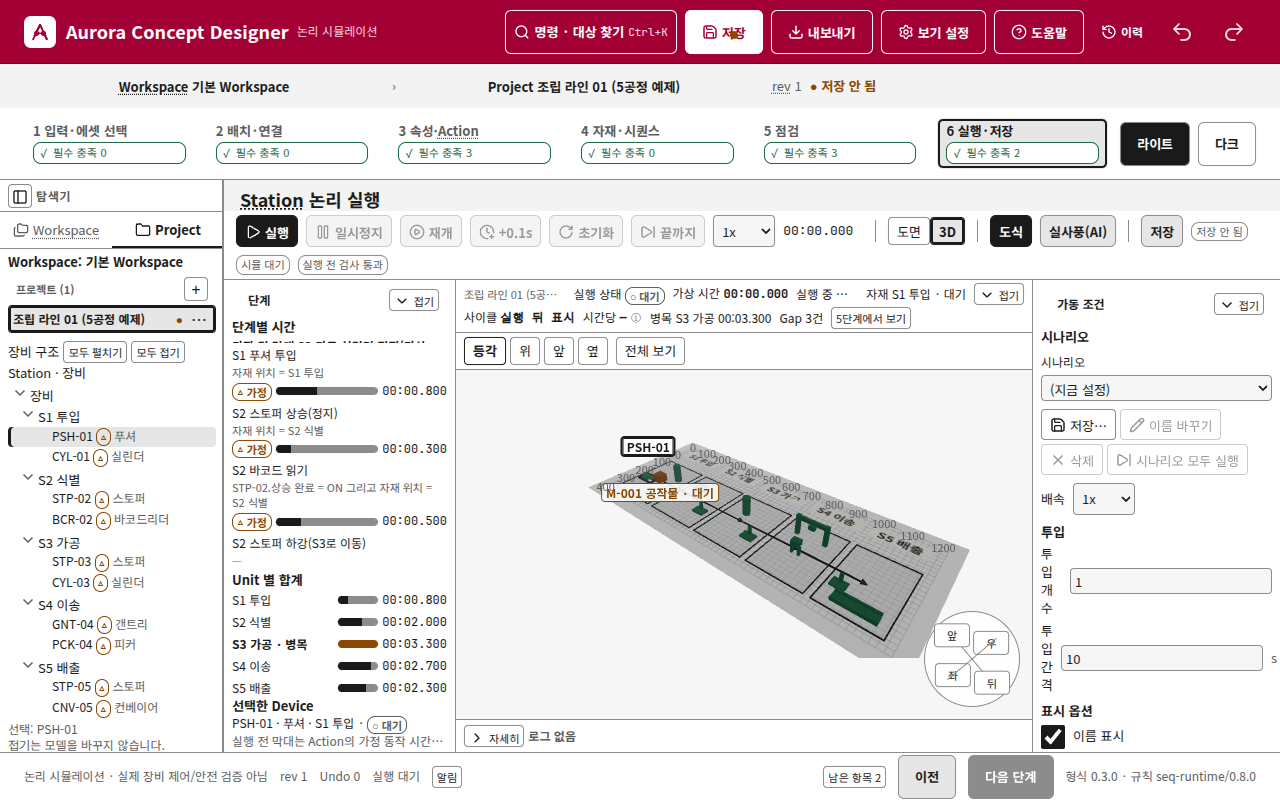 Aurora Concept Designer 논리 시뮬레이션
명령 · 대상 찾기 Ctrl+K
저장
내보내기
보기 설정
도움말
이력
Workspace 기본 Workspace › Project 조립 라인 01 (5공정 예제) rev 1 ● 저장 안 됨
1 입력·에셋 선택
✓ 필수 충족 0
2 배치·연결
✓ 필수 충족 0
3 속성·Action
✓ 필수 충족 3
4 자재·시퀀스
✓ 필수 충족 0
5 점검
✓ 필수 충족 3
6 실행·저장
✓ 필수 충족 2
라이트
다크
탐색기
Workspace
Project
Workspace: 기본 Workspace
프로젝트 (1)
+
조립 라인 01 (5공정 예제) ● ···
장비 구조 모두 펼치기 모두 접기
Station · 장비
장비
S1 투입
PSH-01 푸셔
CYL-01 실린더
S2 식별
STP-02 스토퍼
BCR-02 바코드리더
S3 가공
STP-03 스토퍼
CYL-03 실린더
S4 이송
GNT-04 갠트리
PCK-04 피커
S5 배출
STP-05 스토퍼
CNV-05 컨베이어
선택: PSH-01
접기는 모델을 바꾸지 않습니다.
Station 논리 실행
실행
일시정지
재개
+0.1s
초기화
끝까지
1x
00:00.000
도면
3D
도식
실사풍(AI)
저장
저장 안 됨
시뮬 대기
실행 전 검사 통과
단계
접기
단계별 시간
S1 푸셔 투입
자재 위치 = S1 투입
가정 00:00.800
S2 스토퍼 상승(정지)
자재 위치 = S2 식별
가정 00:00.300
S2 바코드 읽기
STP-02.상승 완료 = ON 그리고 자재 위치 =
S2 식별
가정 00:00.500
S2 스토퍼 하강(S3로 이동)
—
Unit 별 합계
S1 투입 00:00.800
S2 식별 00:02.000
S3 가공 · 병목 00:03.300
S4 이송 00:02.700
S5 배출 00:02.300
선택한 Device
PSH-01 · 푸셔 · S1 투입 · ○ 대기
실행 전 막대는 Action의 가정 동작 시간···
조립 라인 01 (5공··· 실행 상태 ○ 대기 가상 시간 00:00.000 실행 중 ··· 자재 S1 투입 · 대기
접기
사이클 실행 뒤 표시 시간당 – ⓘ 병목 S3 가공 00:03.300 Gap 3건 5단계에서 보기
등각
위
앞
옆
전체 보기
PSH-01
M-001 공작물 · 대기
0
100
200
300
400
500
600
700
800
900
1000
1100
1200
100
200
300
400
S4 이송
S5 배출
앞
우
좌
뒤
자세히
로그 없음
가동 조건
접기
시나리오
시나리오
(지금 설정)
저장···
이름 바꾸기
삭제
시나리오 모두 실행
배속 1x
투입
투입 개수 1
투입 간격 10 s
표시 옵션
이름 표시
논리 시뮬레이션 · 실제 장비 제어/안전 검증 아님 rev 1 Undo 0 실행 대기 알림
남은 항목 2
이전
다음 단계
형식 0.3.0 · 규칙 seq-runtime/0.8.0